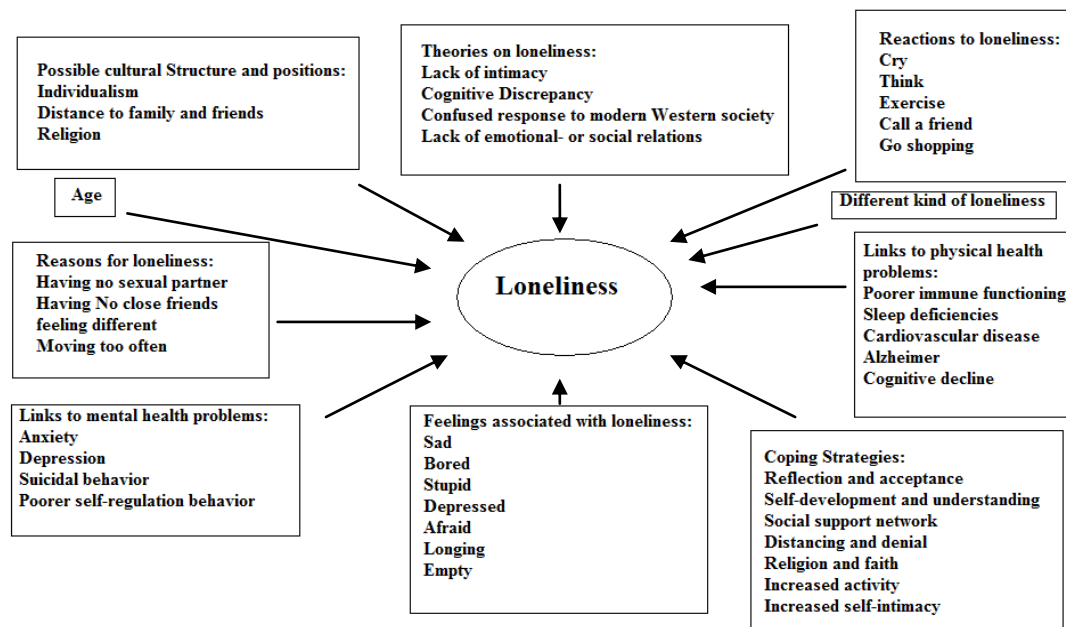 Possible cultural Structure and positions:
Individualism
Distance to family and friends
Religion
Theories on loneliness:
Lack of intimacy
Cognitive Discrepancy
Confused response to modern Western society
Lack of emotional- or social relations
Reactions to loneliness:
Cry
Think
Exercise
Call a friend
Go shopping
Age
Different kind of loneliness
Reasons for loneliness:
Having no sexual partner
Having No close friends
feeling different
Moving too often
Loneliness
Links to physical health
problems:
Poorer immune functioning
Sleep deficiencies
Cardiovascular disease
Alzheimer
Cognitive decline
Links to mental health problems:
Anxiety
Depression
Suicidal behavior
Poorer self-regulation behavior
Feelings associated with loneliness:
Sad
Bored
Stupid
Depressed
Afraid
Longing
Empty
Coping Strategies:
Reflection and acceptance
Self-development and understanding
Social support network
Distancing and denial
Religion and faith
Increased activity
Increased self-intimacy